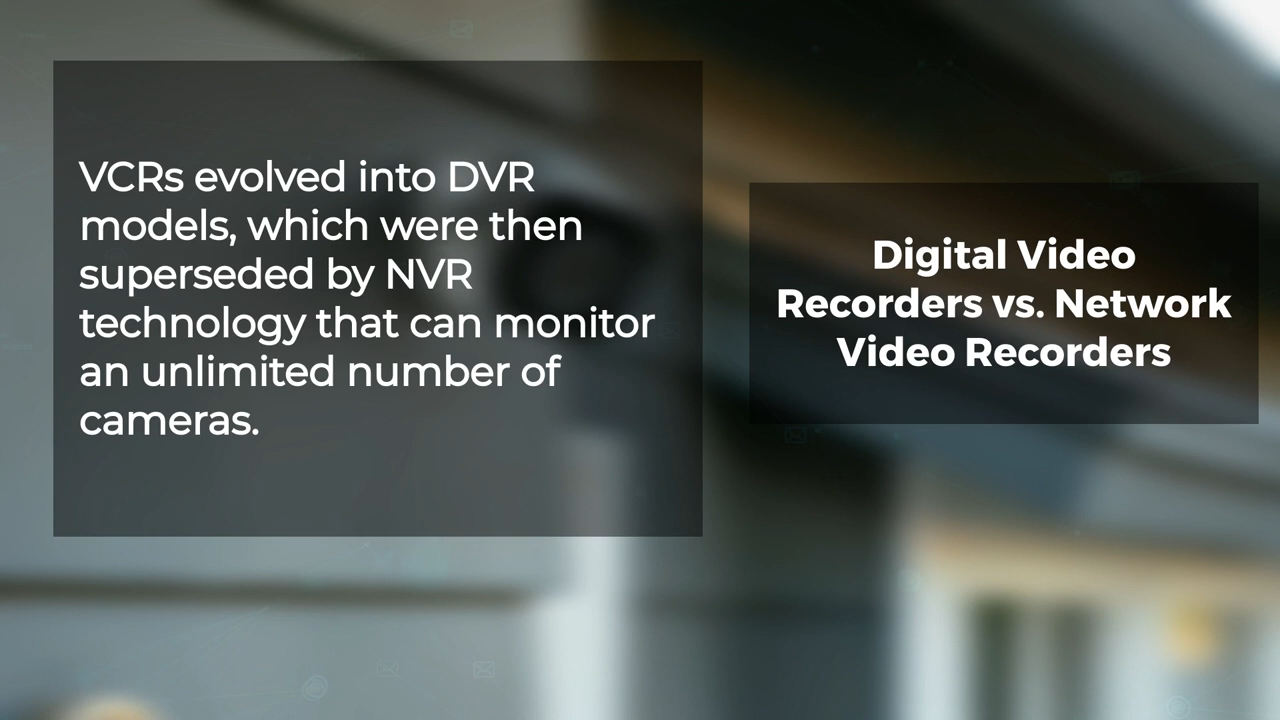 VCRs evolved into DVR
models, which were then
superseded by NVR
technology that can monitor
an unlimited number of
cameras.
Digital Video
Recorders vs. Network
Video Recorders